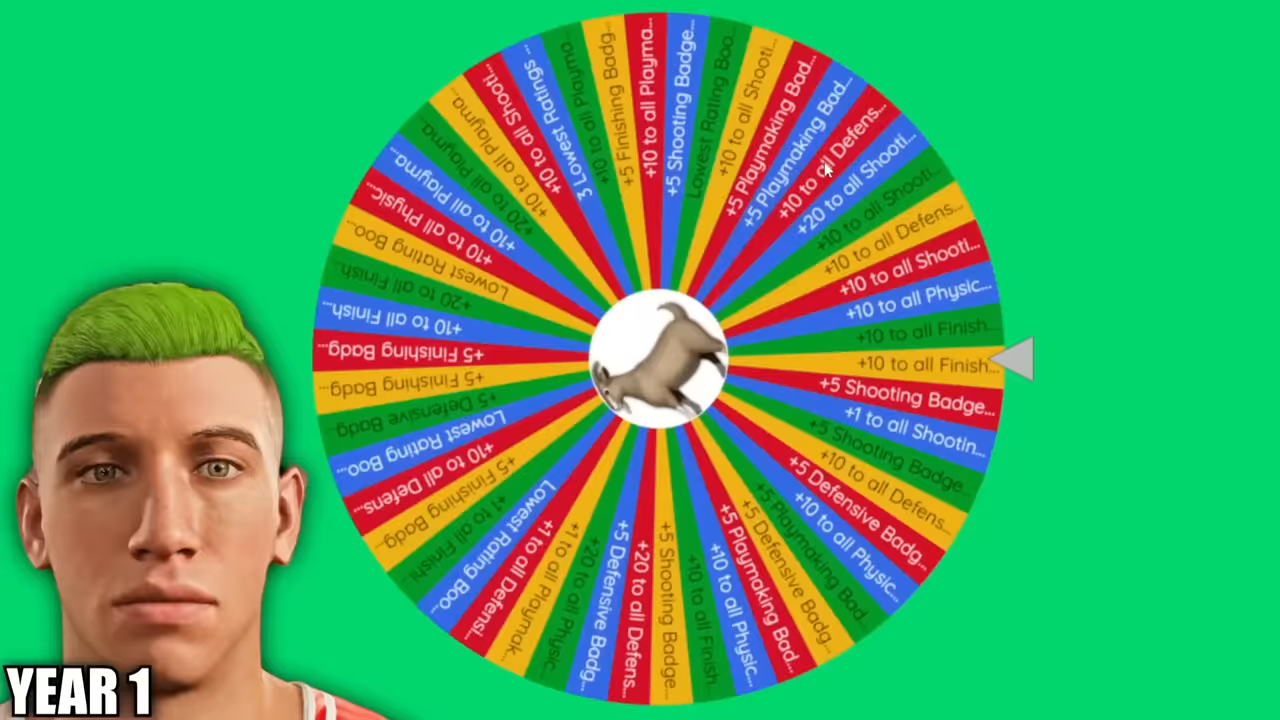 +10 to all Playma...
+5 Shooting Badge...
Lowest Rating Boo...
+10 to all Shooti...
+5 Playmaking Bad...
+5 Playmaking Bad...
+10 to all Defens...
+20 to all Shooti...
+10 to all Shooti...
+10 to all Defens...
+10 to all Shooti...
+10 to all Physic...
+10 to all Finish...
+10 to all Finish...
+5 Shooting Badge...
+1 to all Shootin...
+5 Shooting Badge...
+10 to all Defens...
+5 Defensive Badg...
+10 to all Physic...
+5 Playmaking Bad...
+5 Defensive Badg...
+5 Playmaking Bad...
+10 to all Physic...
+10 to all Finish...
+5 Shooting Badge...
+20 to all Defens...
+5 Defensive Badg...
+20 to all Physic...
+1 to all Playmak...
+1 to all Defensi...
Lowest Rating Boo...
+1 to all Finishi...
+5 Finishing Badg...
+10 to all Defens...
Lowest Rating Boo...
+5 Defensive Badg...
+5 Finishing Badg...
+5 Finishing Badg...
+10 to all Finish...
+20 to all Finish...
Lowest Rating Boo...
+10 to all Physic...
+10 to all Playma...
+20 to all Playma...
+10 to all Playma...
+10 to all Shooti...
3 Lowest Ratings ...
+10 to all Playma...
+5 Finishing Badg...
YEAR 1